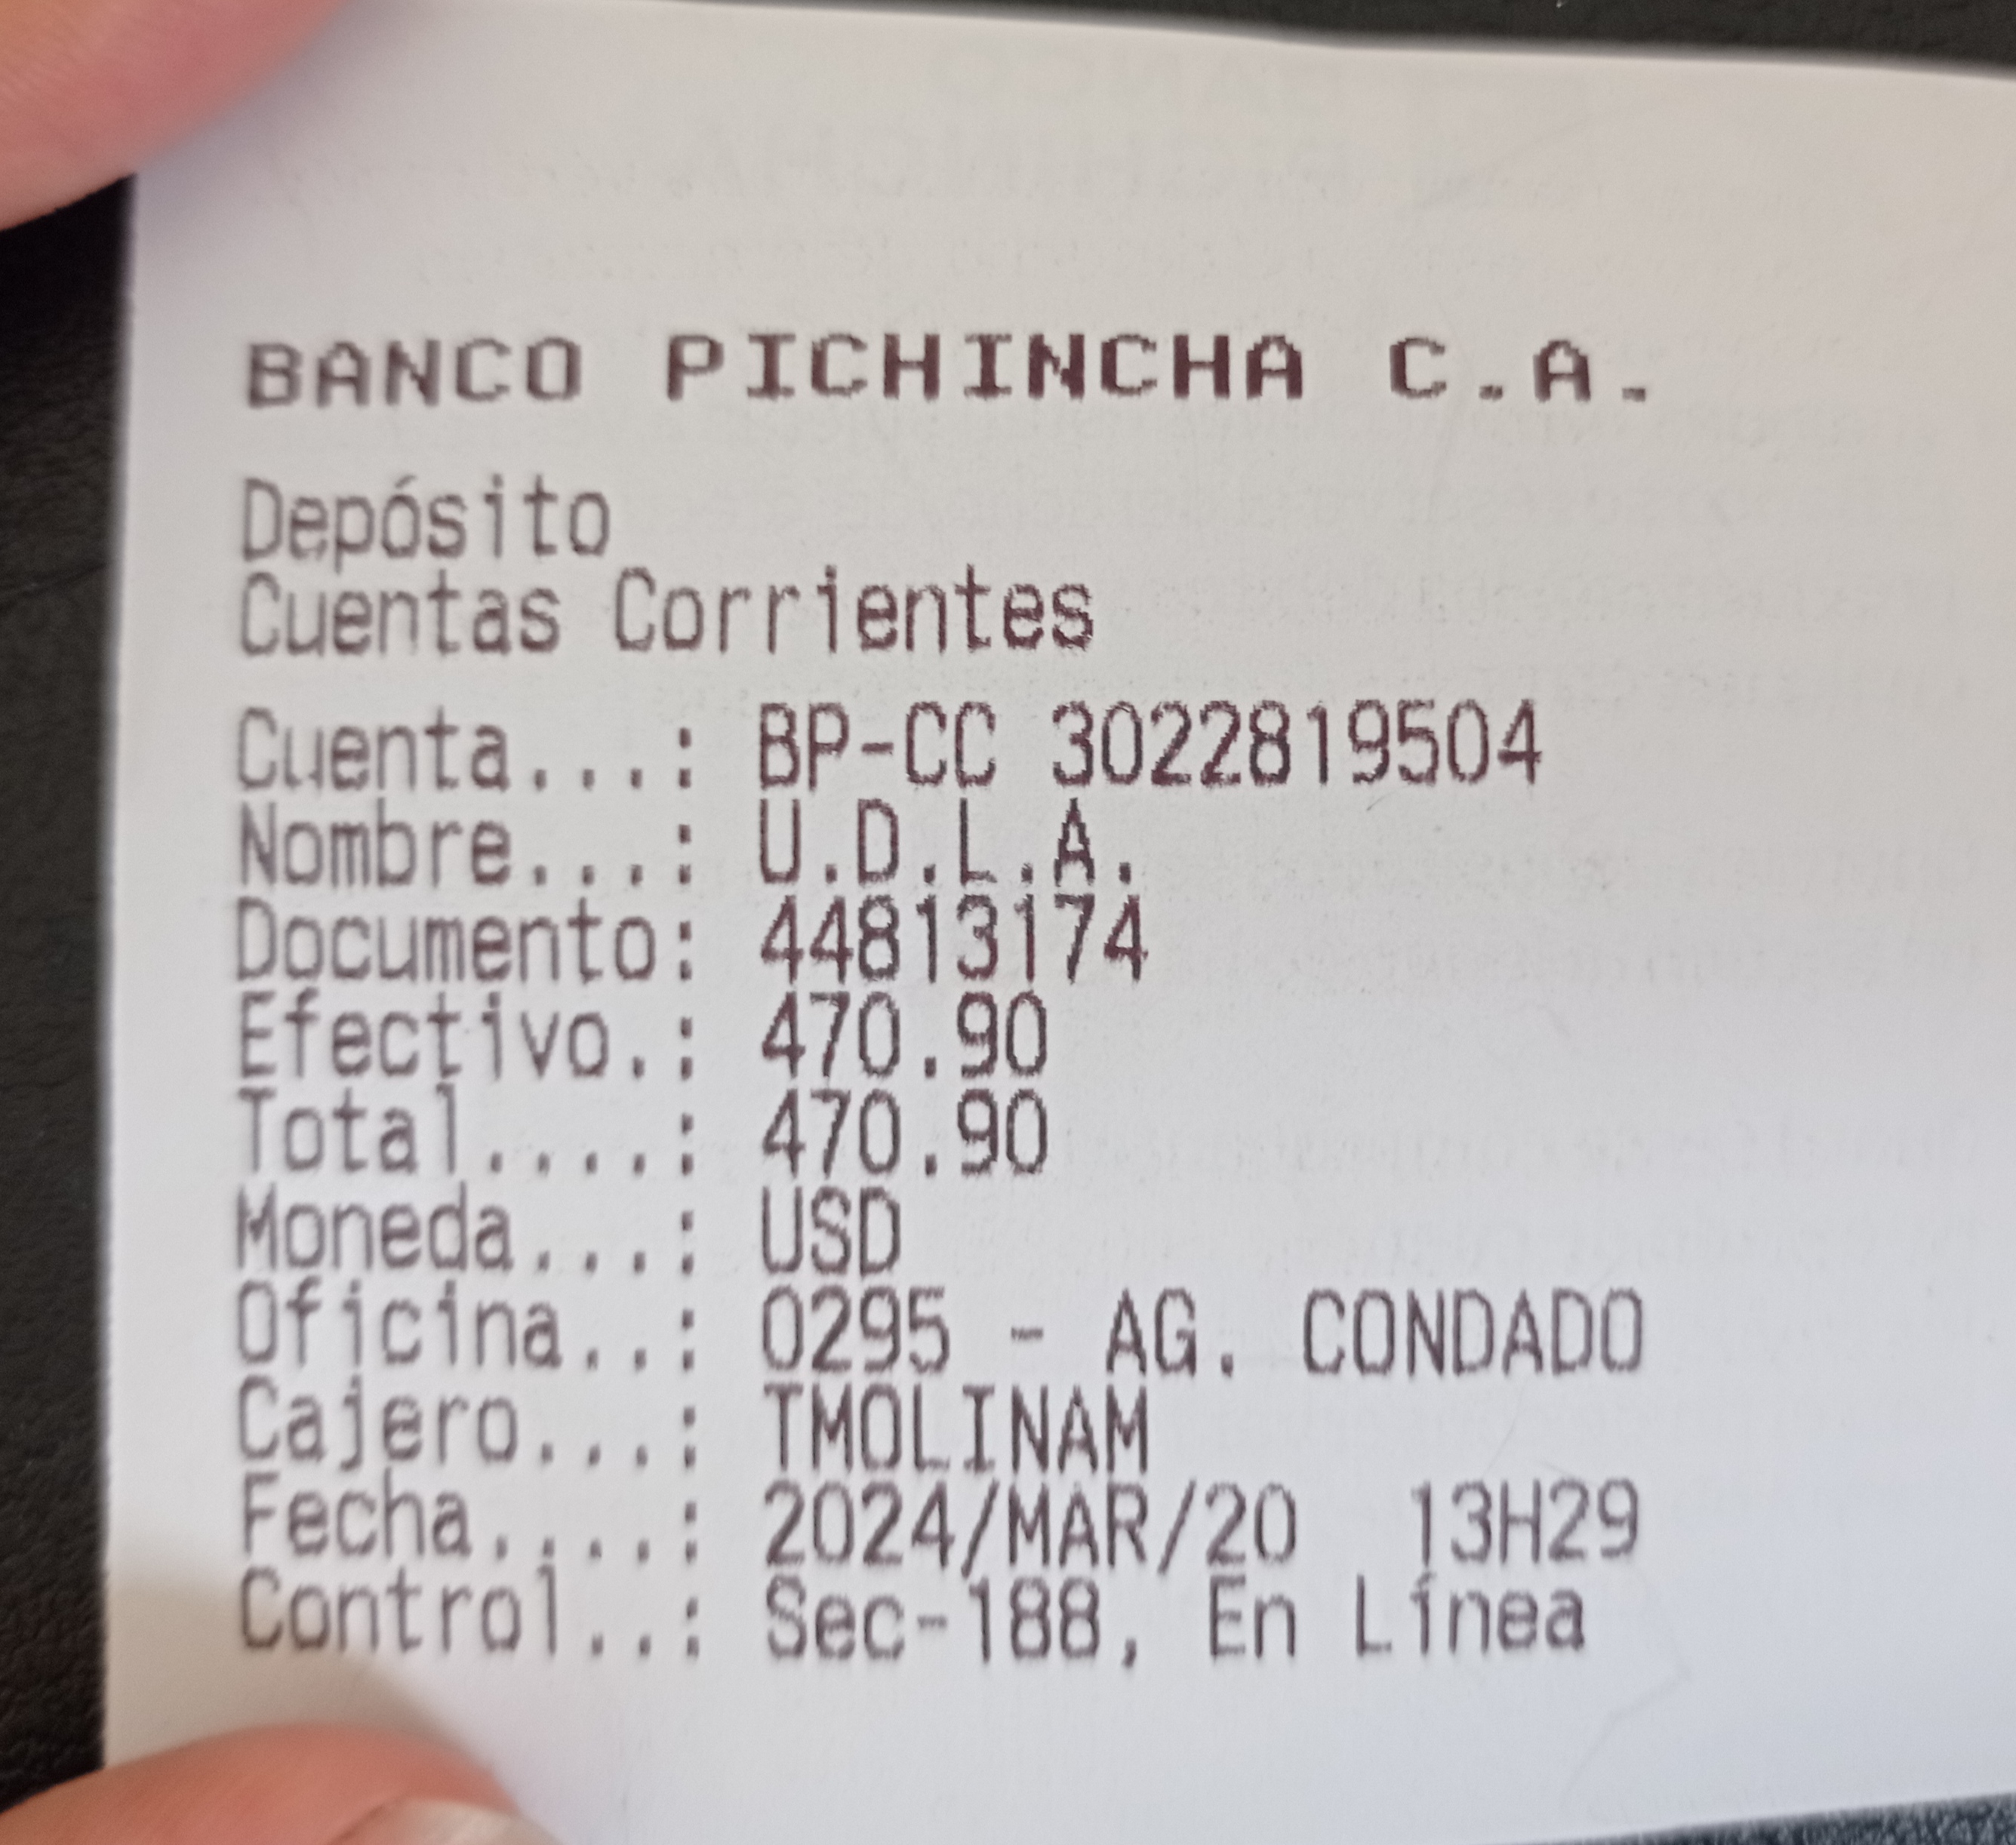 BANCO PICHINCHA C.A.
Depósito
Cuentas Corrientes
Cuenta...: BP-CC 3022819504
Nombre...: U.D.L.A.
Documento: 44813174
Efectivo.: 470.90
Total....: 470.90
Moneda...: USD
Oficina..: 0295 - AG. CONDADO
Cajero...: TMOLINAM
Fecha....: 2024/MAR/20 13H29
Control..: Sec-188, En Línea